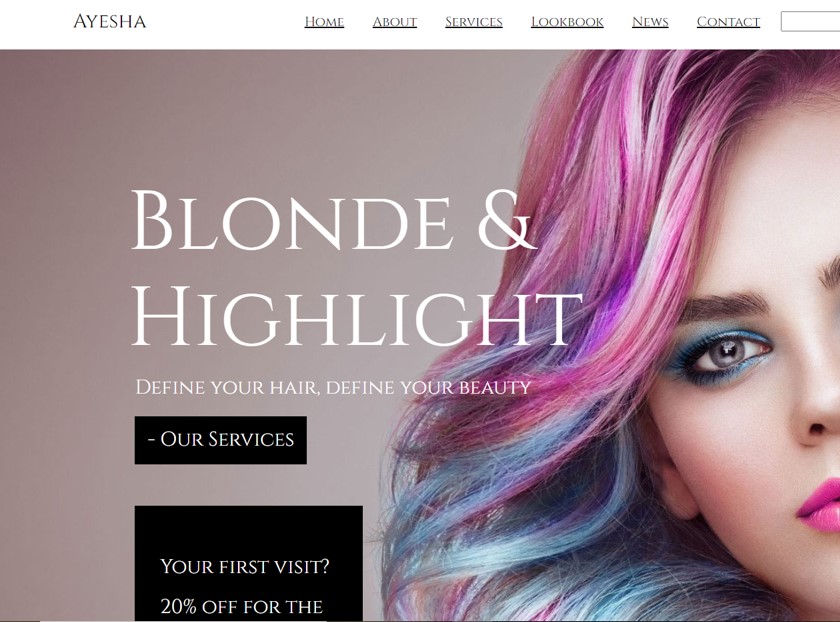 Ayesha
Home About Services Lookbook News Contact
Blonde &
Highlight
Define your hair, define your beauty
- Our Services
Your first visit?
20% off for the